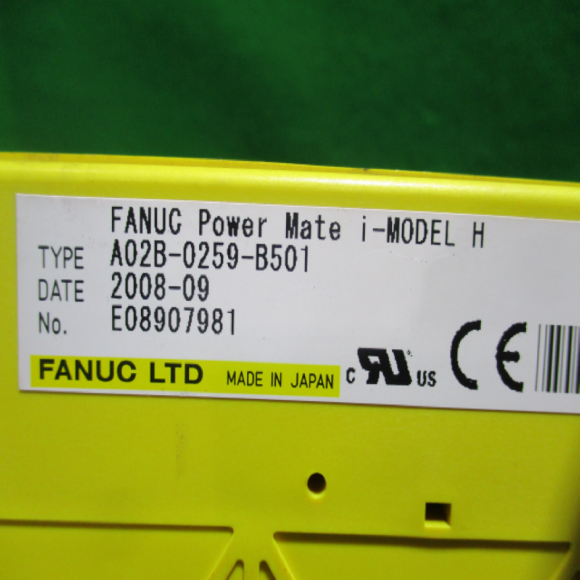 FANUC Power Mate i-MODEL H
TYPE A02B-0259-B501
DATE 2008-09
No. E08907981
FANUC LTD MADE IN JAPAN C RU US CE